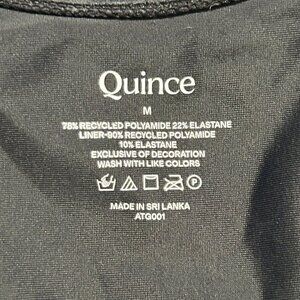 Quince
M
78% RECYCLED POLYAMIDE 22% ELASTANE
LINER-90% RECYCLED POLYAMIDE
10% ELASTANE
EXCLUSIVE OF DECORATION
WASH WITH LIKE COLORS
MADE IN SRI LANKA
ATG001